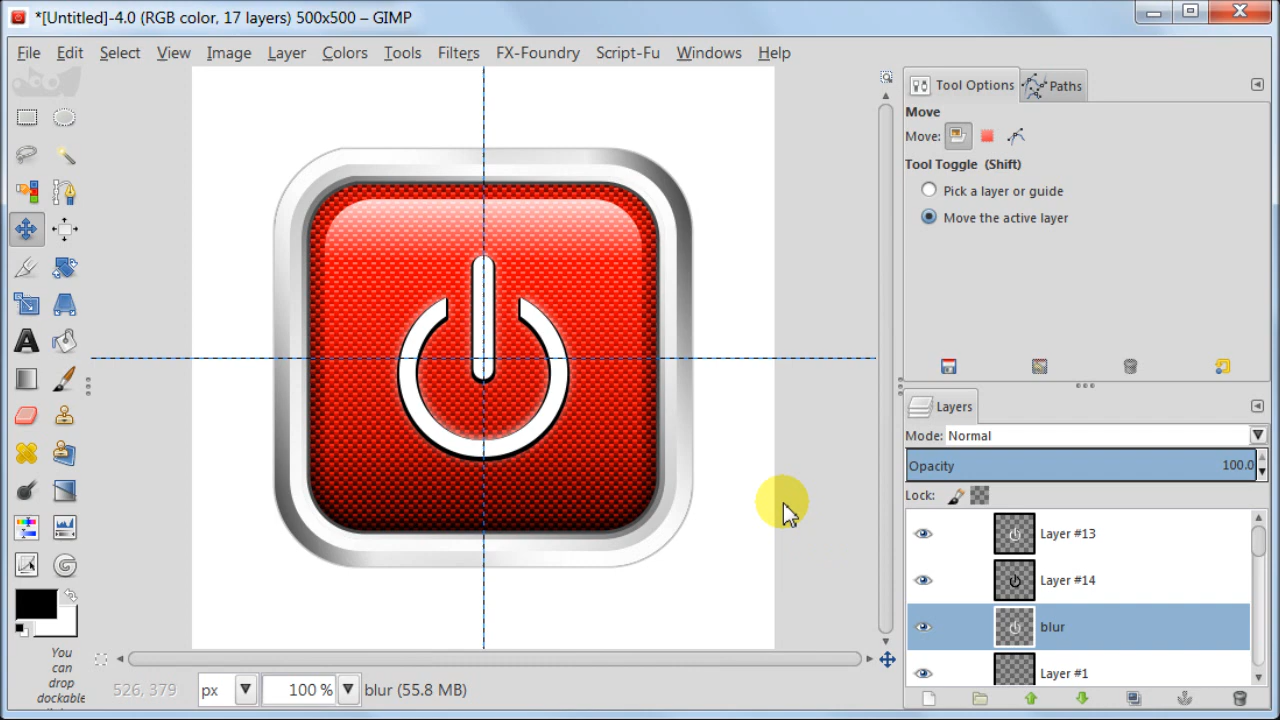 *[Untitled]-4.0 (RGB color, 17 layers) 500x500 – GIMP
File Edit Select View Image Layer Colors Tools Filters FX-Foundry Script-Fu Windows Help
Tool Options Paths
Move
Move:
Tool Toggle (Shift)
Pick a layer or guide
Move the active layer
Layers
Mode: Normal
Opacity 100.0
Lock:
Layer #13
Layer #14
blur
Layer #1
You
can
drop
dockable
526, 379 px 100 % blur (55.8 MB)